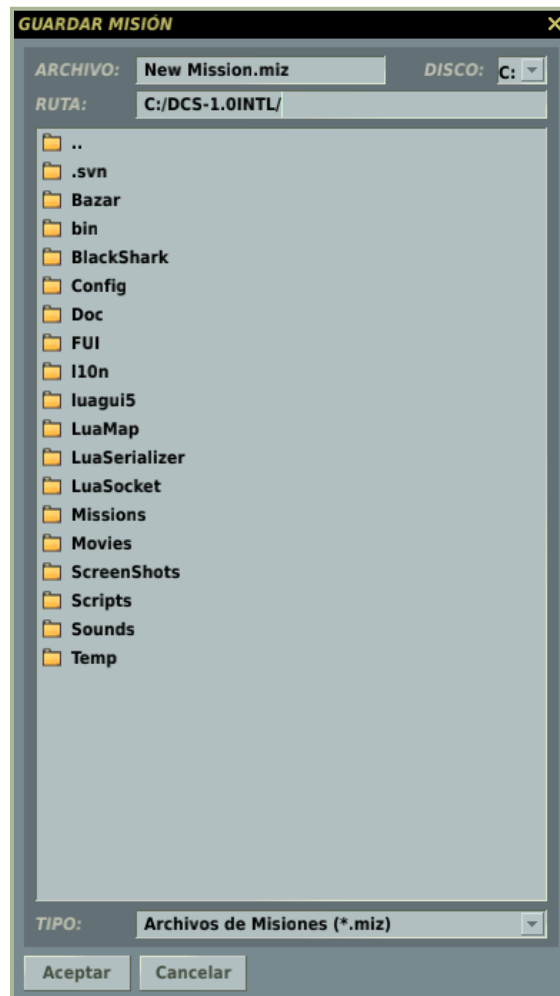 GUARDAR MISIÓN
ARCHIVO: New Mission.miz DISCO: C:
RUTA: C:/DCS-1.0INTL/
..
.svn
Bazar
bin
BlackShark
Config
Doc
FUI
l10n
luagui5
LuaMap
LuaSerializer
LuaSocket
Missions
Movies
ScreenShots
Scripts
Sounds
Temp
TIPO: Archivos de Misiones (*.miz)
Aceptar Cancelar